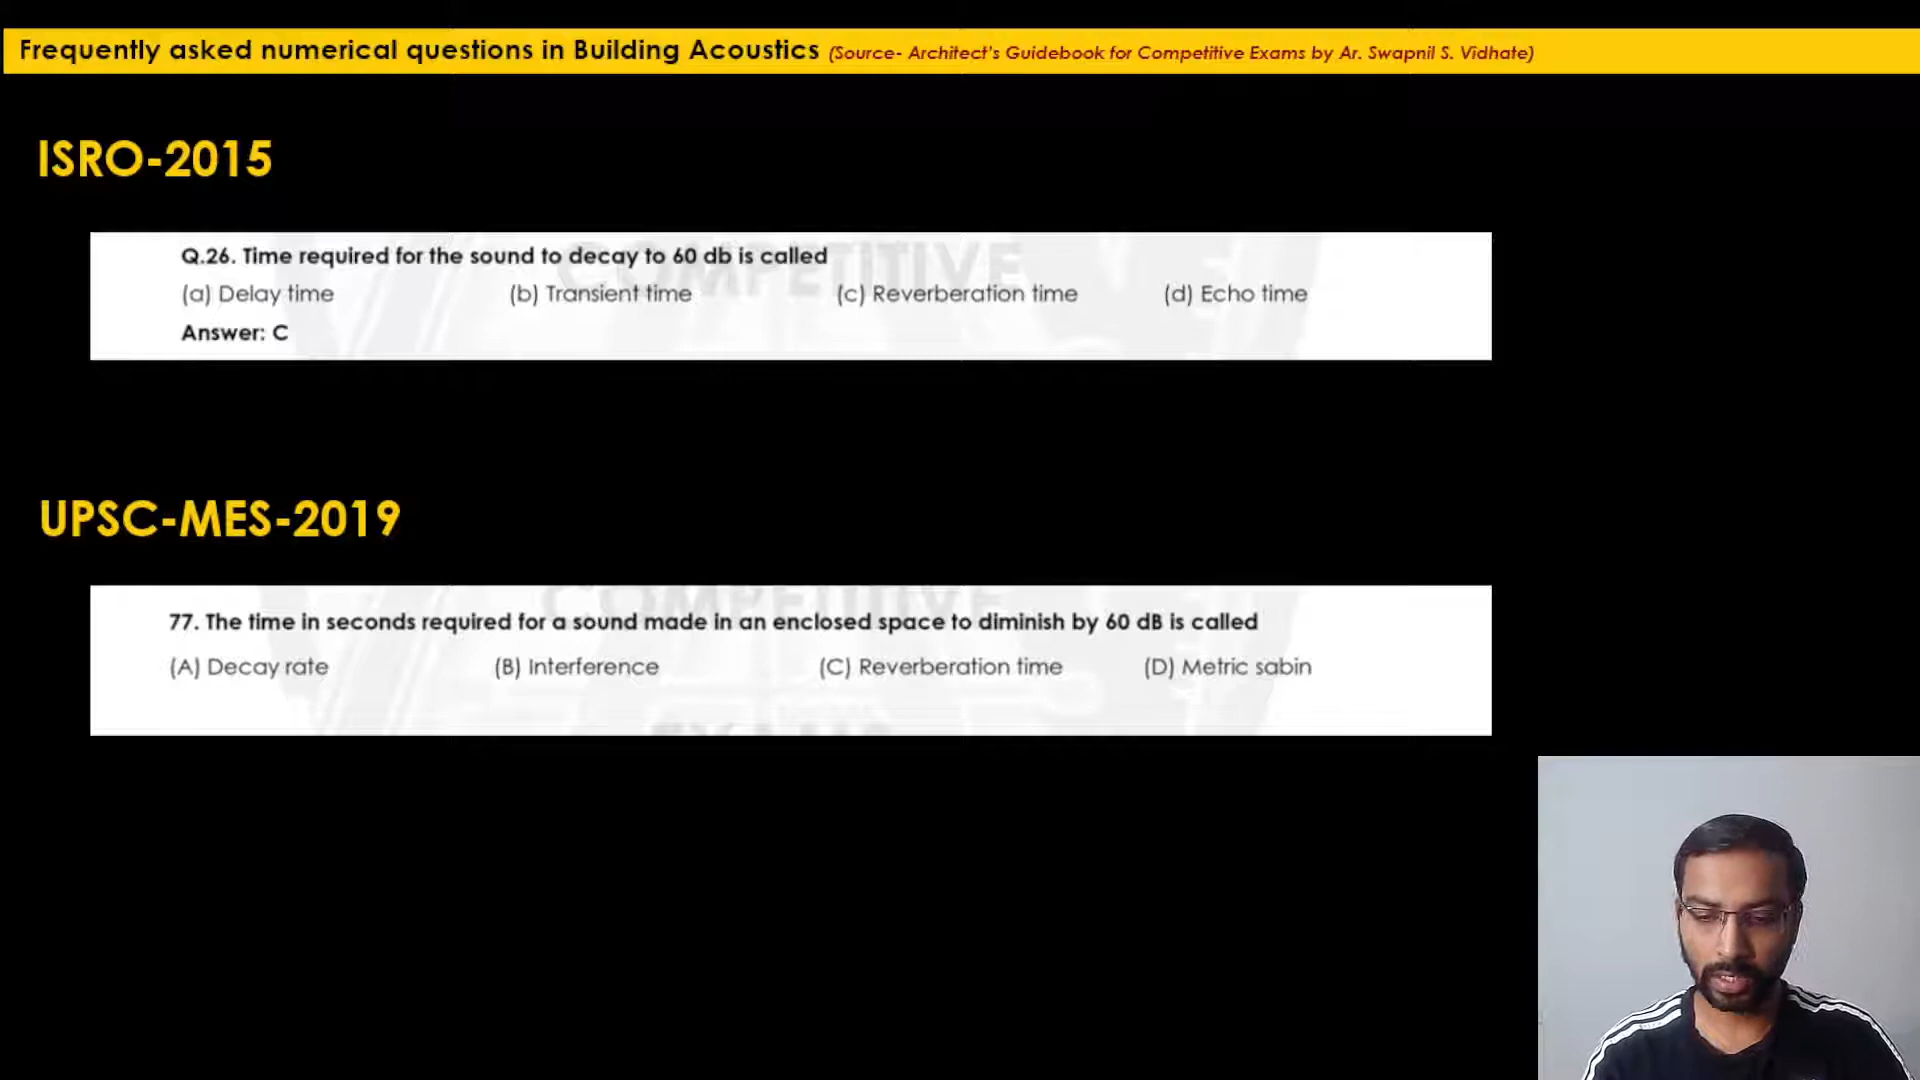 Frequently asked numerical questions in Building Acoustics (Source- Architect's Guidebook for Competitive Exams by Ar. Swapnil S. Vidhate)
ISRO-2015
COMPETITIVE
Q.26. Time required for the sound to decay to 60 db is called
(a) Delay time (b) Transient time (c) Reverberation time (d) Echo time
Answer: C
UPSC-MES-2019
COMPETITIVE
77. The time in seconds required for a sound made in an enclosed space to diminish by 60 dB is called
(A) Decay rate (B) Interference (C) Reverberation time (D) Metric sabin